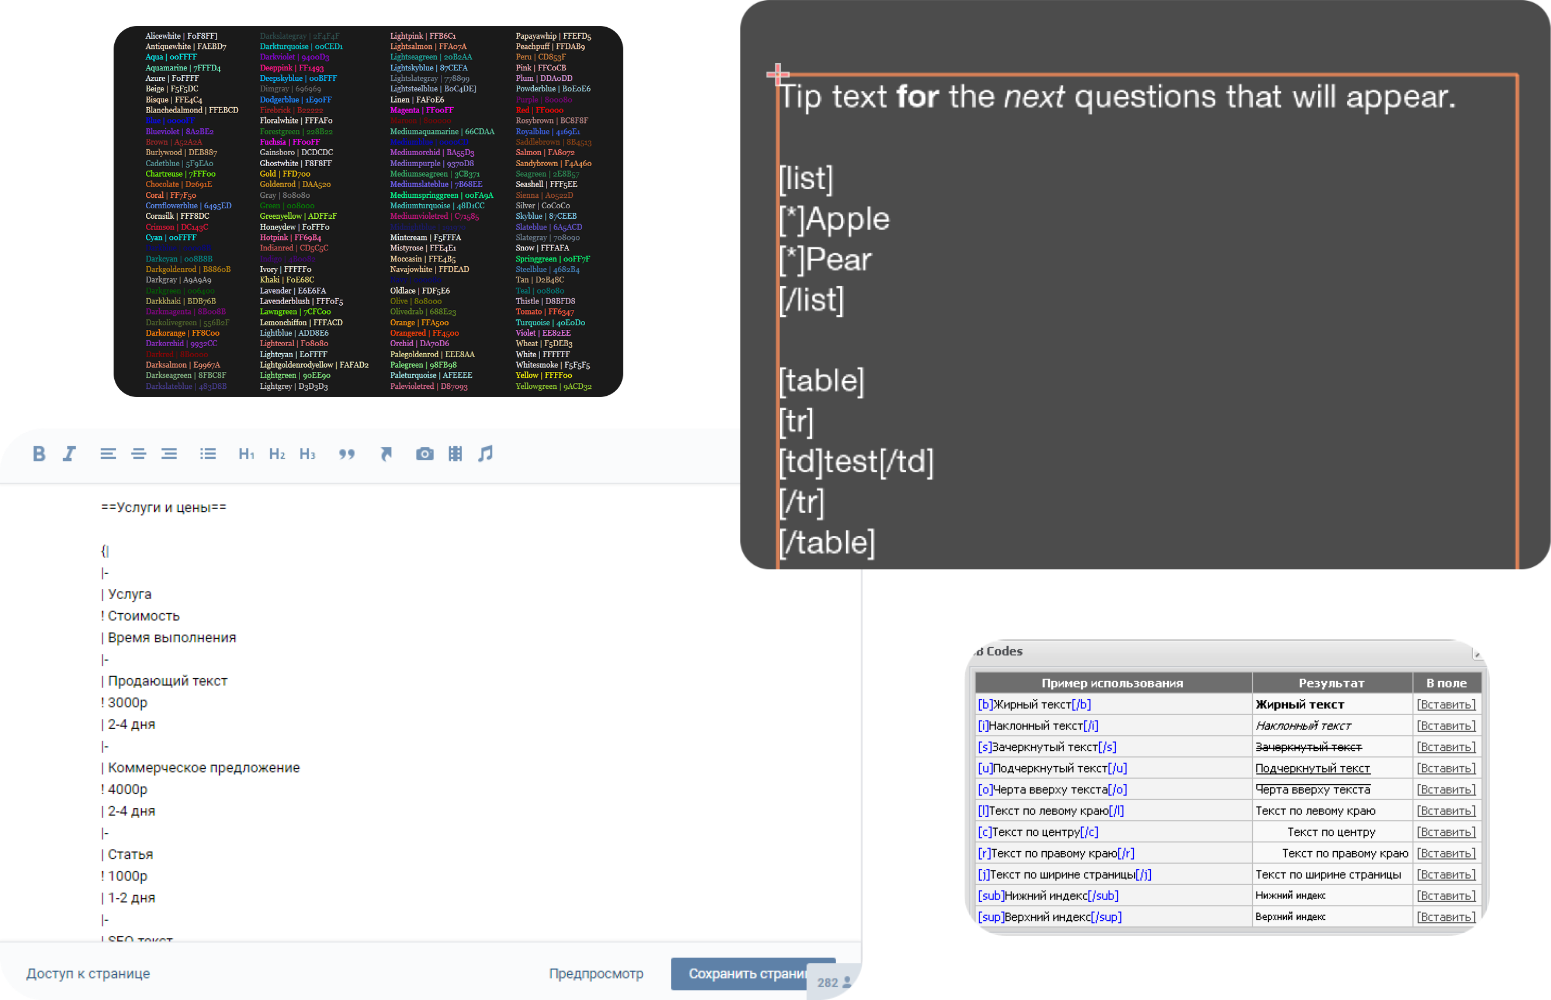 Alicewhite | F0F8FF]
Antiquewhite | FAEBD7
Aqua | 00FFFF
Aquamarine | 7FFFD4
Azure | F0FFFF
Beige | F5F5DC
Bisque | FFE4C4
Blanchedalmond | FFEBCD
Blueviolet | 8A2BE2
Brown | A52A2A
Burlywood | DEB887
Cadetblue | 5F9EA0
Chartreuse | 7FFF00
Chocolate | D2691E
Coral | FF7F50
Cornflowerblue | 6495ED
Cornsilk | FFF8DC
Crimson | DC143C
Cyan | 00FFFF
Darkcyan | 008B8B
Darkgoldenrod | B8860B
Darkgray | A9A9A9
Darkgreen | 006400
Darkkhaki | BDB76B
Darkmagenta | 8B008B
Darkolivegreen | 556B2F
Darkorange | FF8C00
Darkorchid | 9932CC
Darksalmon | E9967A
Darkseagreen | 8FBC8F
Darkslateblue | 483D8B
Darkslategray | 2F4F4F
Darkturquoise | 00CED1
Darkviolet | 9400D3
Deeppink | FF1493
Deepskyblue | 00BFFF
Dimgray | 696969
Dodgerblue | 1E90FF
Firebrick | B22222
Floralwhite | FFFAF0
Forestgreen | 228B22
Fuchsia | FF00FF
Gainsboro | DCDCDC
Ghostwhite | F8F8FF
Gold | FFD700
Goldenrod | DAA520
Gray | 808080
Green | 008000
Greenyellow | ADFF2F
Honeydew | F0FFF0
Hotpink | FF69B4
Indianred | CD5C5C
Ivory | FFFFF0
Khaki | F0E68C
Lavender | E6E6FA
Lavenderblush | FFF0F5
Lawngreen | 7CFC00
Lemonchiffon | FFFACD
Lightblue | ADD8E6
Lightcoral | F08080
Lightcyan | E0FFFF
Lightgoldenrodyellow | FAFAD2
Lightgreen | 90EE90
Lightgrey | D3D3D3
Lightpink | FFB6C1
Lightsalmon | FFA07A
Lightseagreen | 20B2AA
Lightskyblue | 87CEFA
Lightslategray | 778899
Lightsteelblue | B0C4DE]
Linen | FAF0E6
Magenta | FF00FF
Mediumaquamarine | 66CDAA
Mediumorchid | BA55D3
Mediumpurple | 9370D8
Mediumseagreen | 3CB371
Mediumslateblue | 7B68EE
Mediumspringgreen | 00FA9A
Mediumturquoise | 48D1CC
Mediumvioletred | C71585
Mintcream | F5FFFA
Mistyrose | FFE4E1
Moccasin | FFE4B5
Navajowhite | FFDEAD
Oldlace | FDF5E6
Olive | 808000
Olivedrab | 688E23
Orange | FFA500
Orangered | FF4500
Orchid | DA70D6
Palegoldenrod | EEE8AA
Palegreen | 98FB98
Paleturquoise | AFEEEE
Palevioletred | D87093
Papayawhip | FFEFD5
Peachpuff | FFDAB9
Peru | CD853F
Pink | FFC0CB
Plum | DDA0DD
Powderblue | B0E0E6
Purple | 800080
Red | FF0000
Rosybrown | BC8F8F
Royalblue | 4169E1
Saddlebrown | 8B4513
Salmon | FA8072
Sandybrown | F4A460
Seagreen | 2E8B57
Seashell | FFF5EE
Sienna | A0522D
Silver | C0C0C0
Skyblue | 87CEEB
Slateblue | 6A5ACD
Slategray | 708090
Snow | FFFAFA
Springgreen | 00FF7F
Steelblue | 4682B4
Tan | D2B48C
Teal | 008080
Thistle | D8BFD8
Tomato | FF6347
Turquoise | 40E0D0
Violet | EE82EE
Wheat | F5DEB3
White | FFFFFF
Whitesmoke | F5F5F5
Yellow | FFFF00
Yellowgreen | 9ACD32
Tip text for the next questions that will appear.
[list]
[*]Apple
[*]Pear
[/list]
[table]
[tr]
[td]test[/td]
[/tr]
[/table]
B I H1 H2 H3
==Услуги и цены==
{|
|-
| Услуга
! Стоимость
| Время выполнения
|-
| Продающий текст
! 3000р
| 2-4 дня
|-
| Коммерческое предложение
! 4000р
| 2-4 дня
|-
| Статья
! 1000р
| 1-2 дня
|-
| SEO текст
Доступ к странице Предпросмотр Сохранить страни
282
B Codes
Пример использования Результат В поле
[b]Жирный текст[/b] Жирный текст [Вставить]
[i]Наклонный текст[/i] Наклонный текст [Вставить]
[s]Зачеркнутый текст[/s] Зачеркнутый текст [Вставить]
[u]Подчеркнутый текст[/u] Подчеркнутый текст [Вставить]
[o]Черта вверху текста[/o] Черта вверху текста [Вставить]
[l]Текст по левому краю[/l] Текст по левому краю [Вставить]
[c]Текст по центру[/c] Текст по центру [Вставить]
[r]Текст по правому краю[/r] Текст по правому краю [Вставить]
[j]Текст по ширине страницы[/j] Текст по ширине страницы [Вставить]
[sub]Нижний индекс[/sub] Нижний индекс [Вставить]
[sup]Верхний индекс[/sup] Верхний индекс [Вставить]